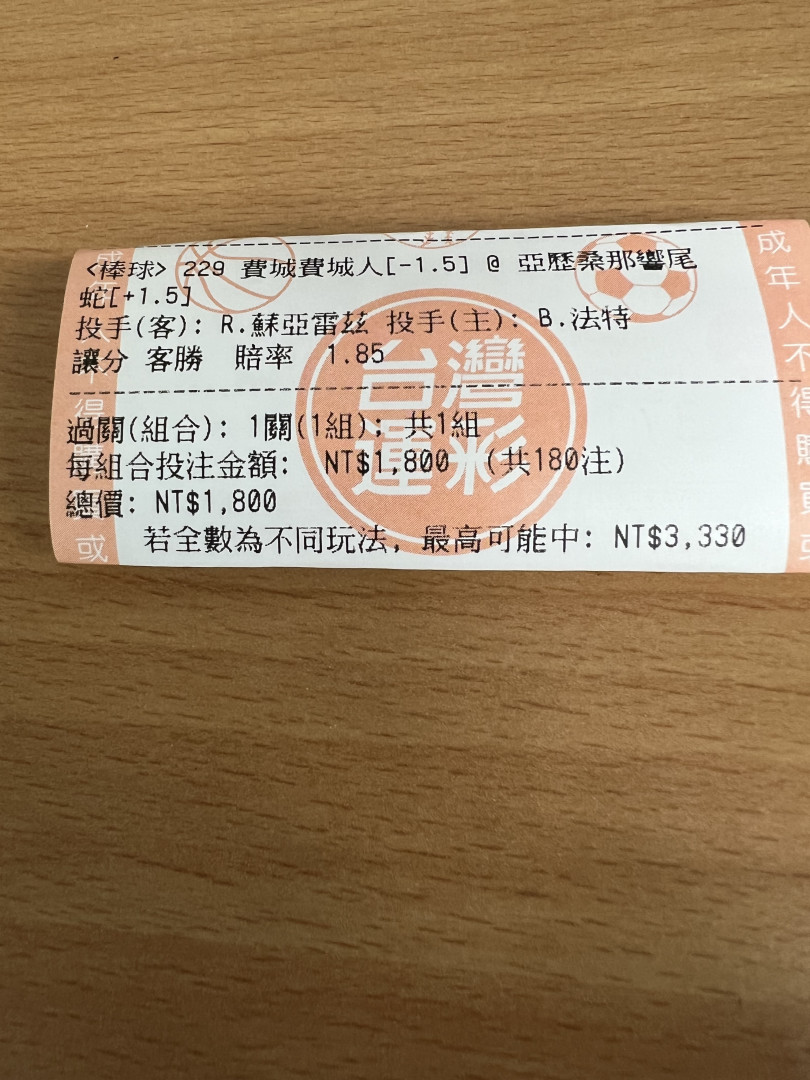 <棒球> 229 費城費城人[-1.5] @ 亞歷桑那響尾
蛇[+1.5]
投手(客): R.蘇亞雷茲 投手(主): B.法特
讓分 客勝 賠率 1.85
過關(組合): 1關(1組); 共1組
每組合投注金額: NT$1,800 (共180注)
總價: NT$1,800
若全數為不同玩法, 最高可能中: NT$3,330
台灣
運彩
成年人不得購買或